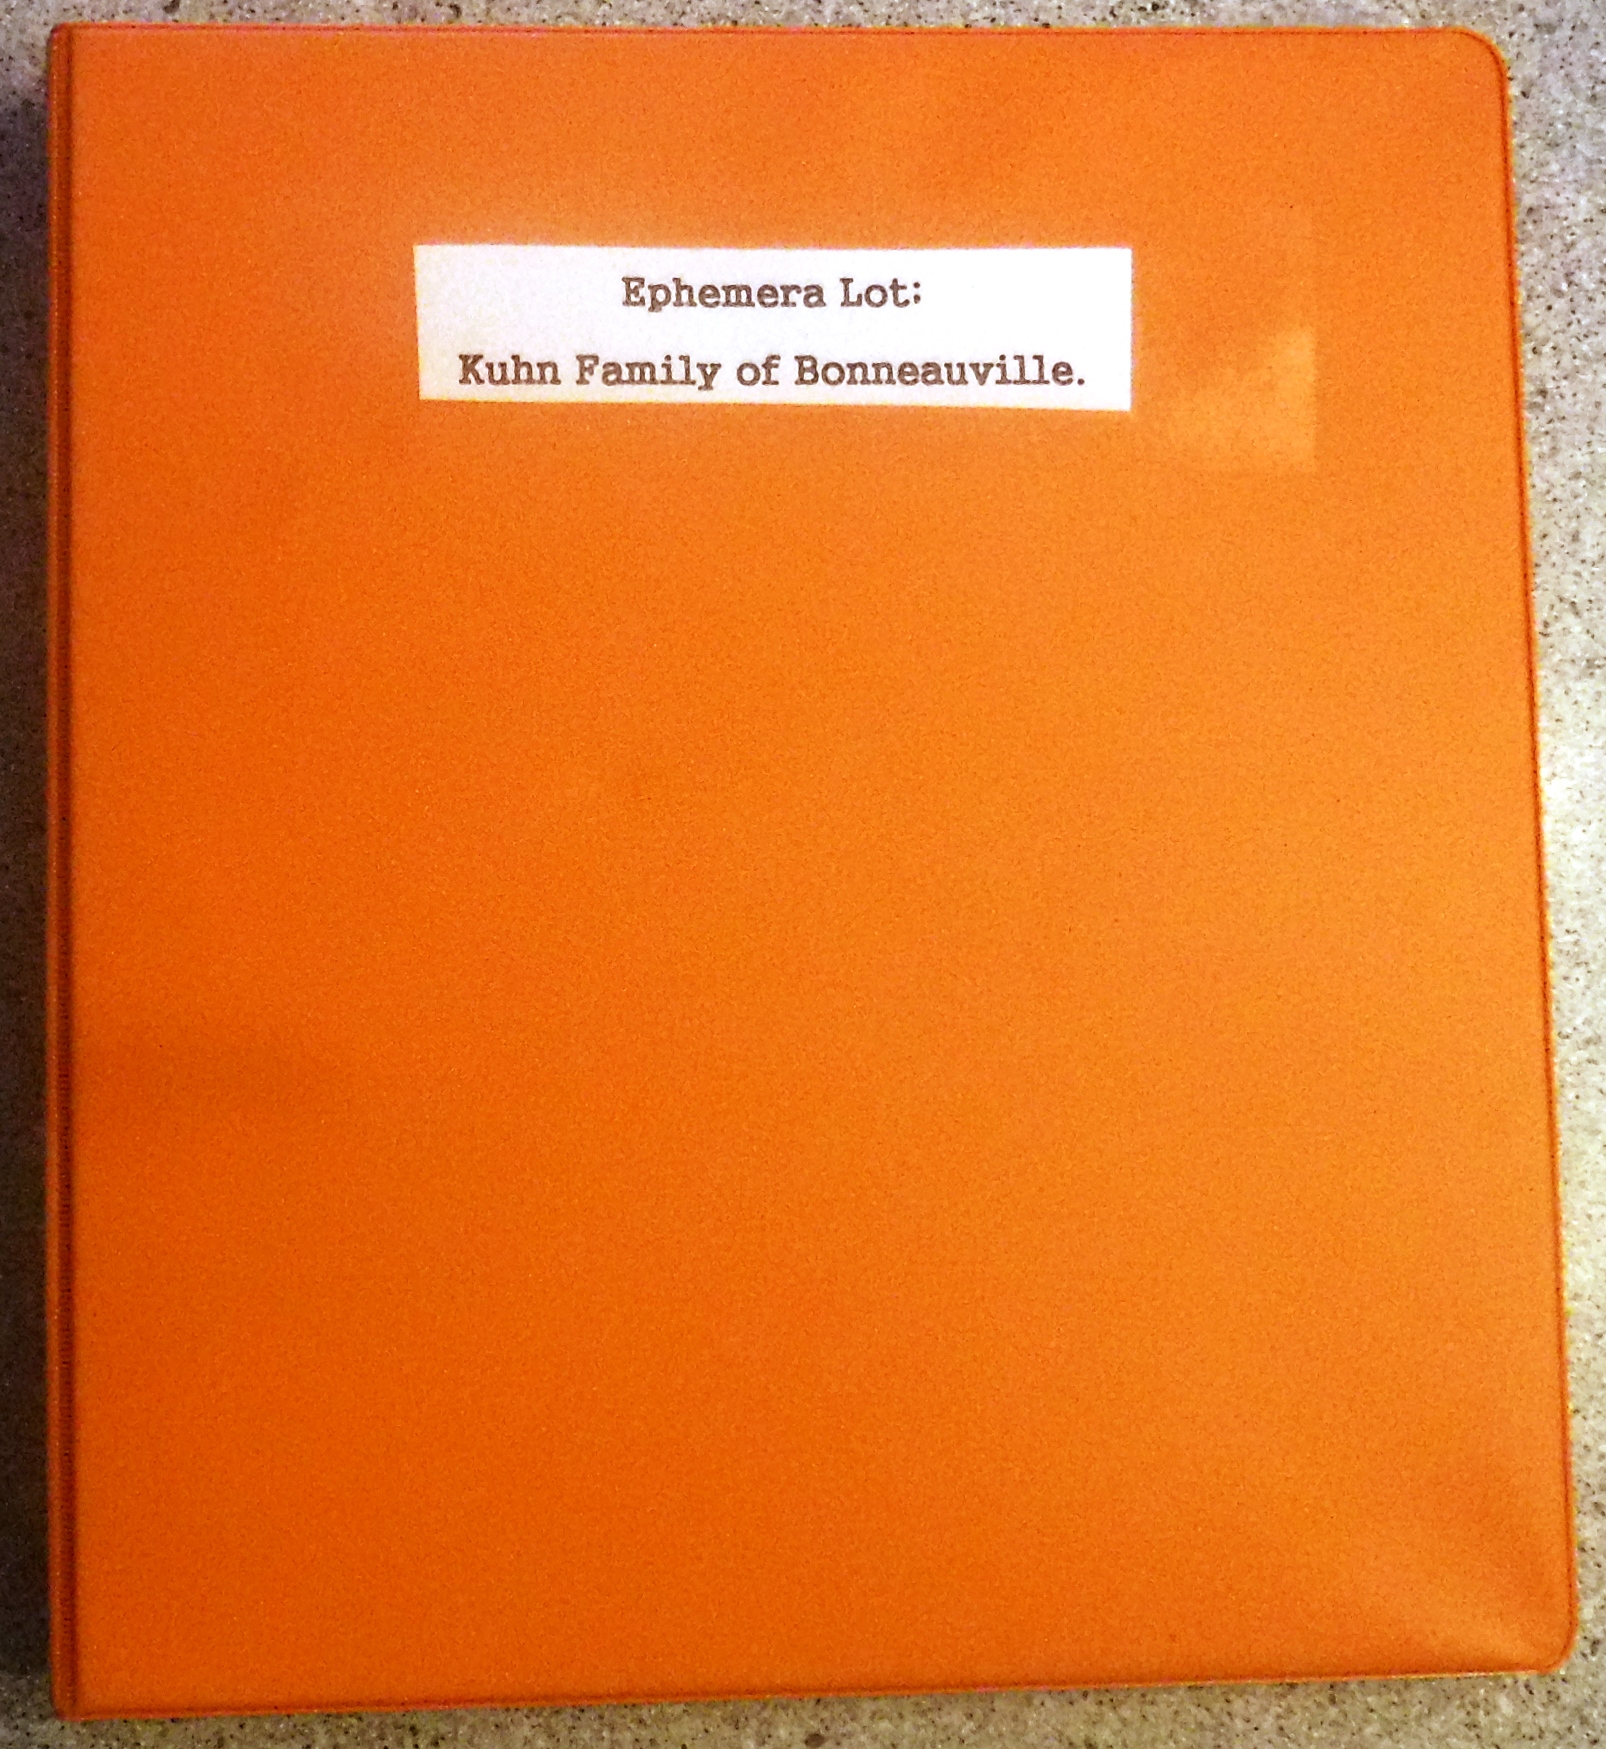 Ephemera Lot:
Kuhn Family of Bonneauville.